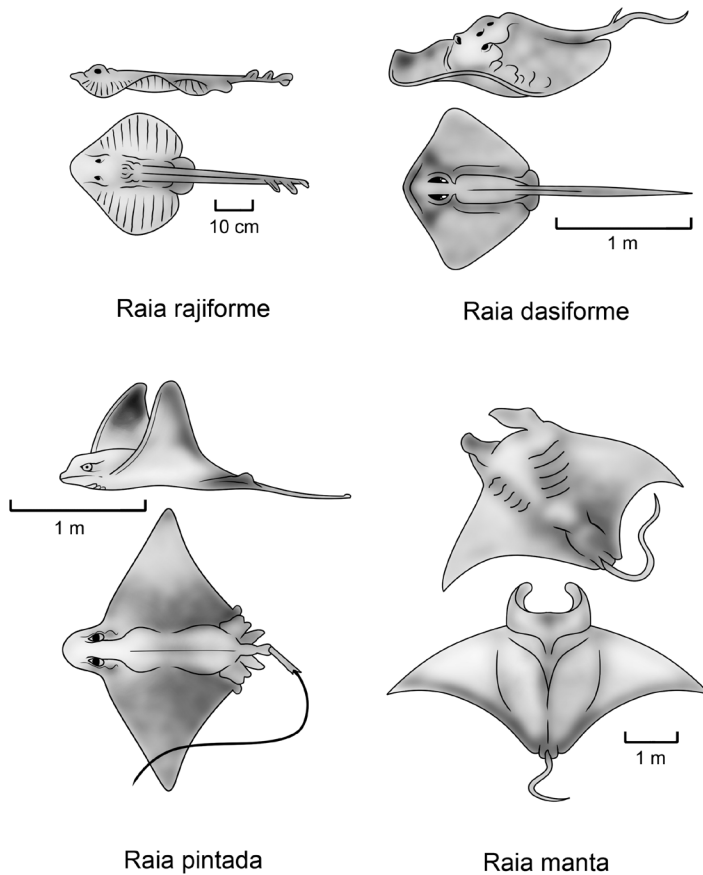 10 cm
1 m
Raia rajiforme
Raia dasiforme
1 m
1 m
Raia pintada
Raia manta